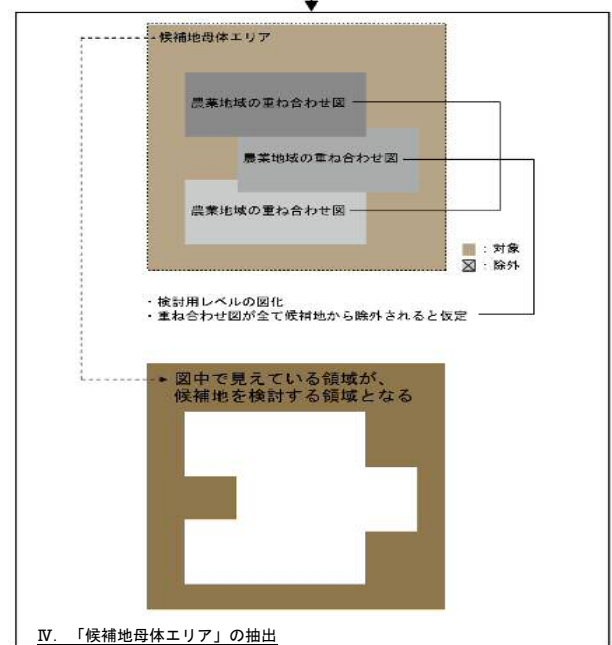 候補地母体エリア
農業地域の重ね合わせ図
農業地域の重ね合わせ図
農業地域の重ね合わせ図
：対象
：除外
・検討用レベルの図化
・重ね合わせ図が全て候補地から除外されると仮定
図中で見えている領域が、
候補地を検討する領域となる
Ⅳ．「候補地母体エリア」の抽出